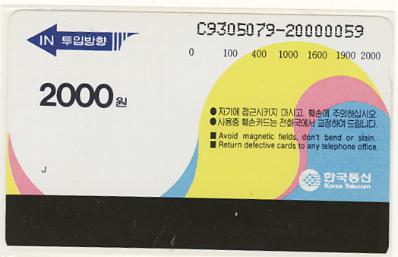 IN 투입방향
C9305079-20000059
0 100 400 1000 1600 1900 2000
2000원
● 자기에 접근시키지 마시고, 훼손에 주의하십시오.
● 사용중 훼손카드는 전화국에서 교정하여 드립니다.
■ Avoid magnetic fields, don't bend or stain.
■ Return defective cards to any telephone office.
J
한국통신
Korea Telecom